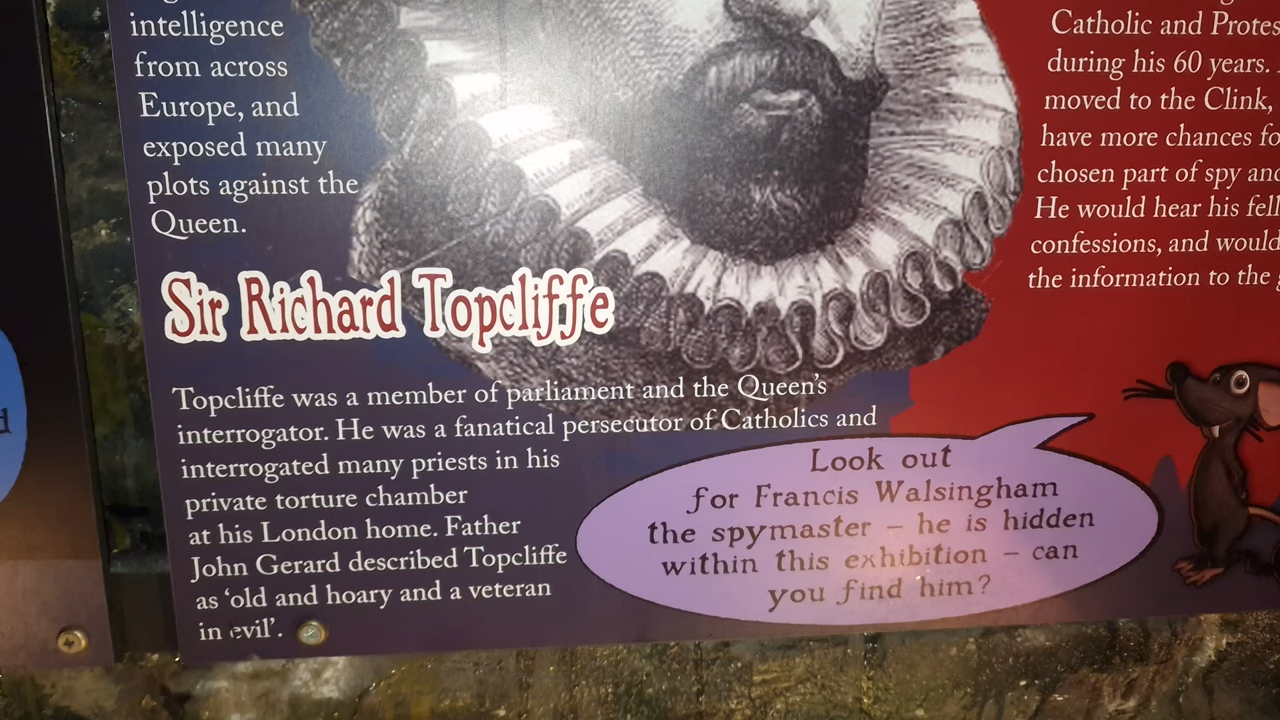 intelligence
from across
Europe, and
exposed many
plots against the
Queen.
Sir Richard Topcliffe
Topcliffe was a member of parliament and the Queen's
interrogator. He was a fanatical persecutor of Catholics and
interrogated many priests in his
private torture chamber
at his London home. Father
John Gerard described Topcliffe
as 'old and hoary and a veteran
in evil'.
Look out
for Francis Walsingham
the spymaster – he is hidden
within this exhibition – can
you find him?
Catholic and Protes
during his 60 years.
moved to the Clink,
have more chances fo
chosen part of spy and
He would hear his fell
confessions, and would
the information to the